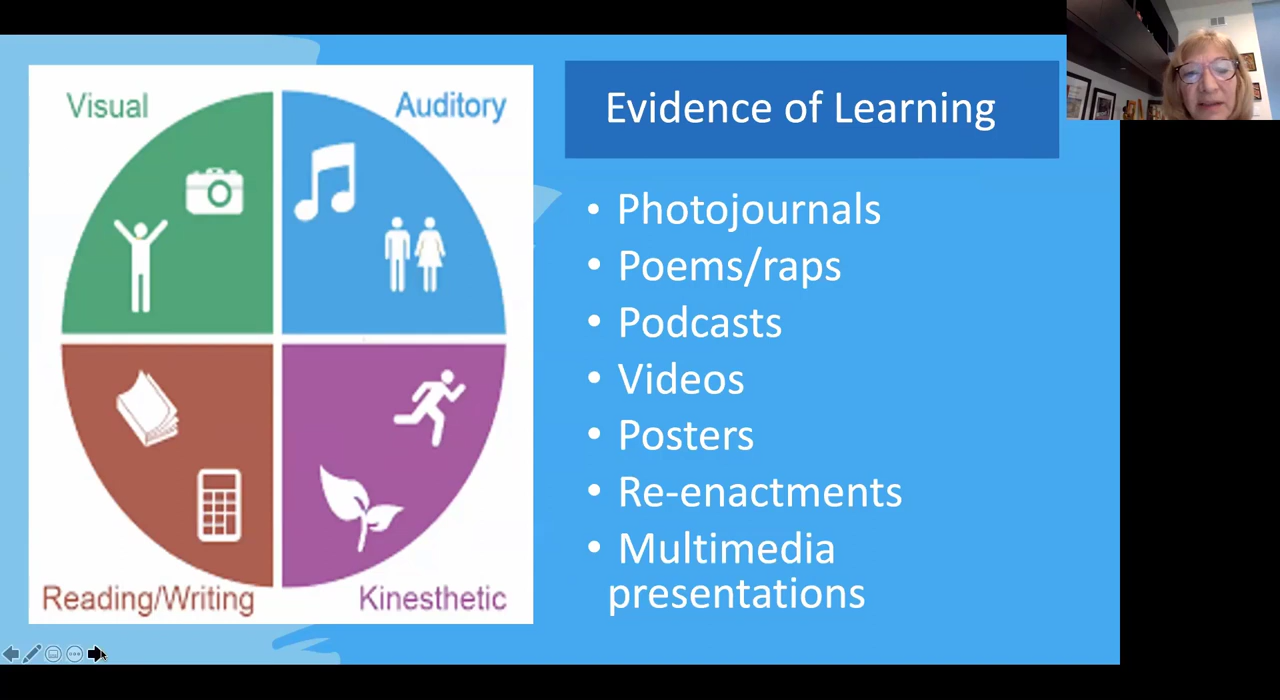 Visual
Auditory
Reading/Writing
Kinesthetic
Evidence of Learning
• Photojournals
• Poems/raps
• Podcasts
• Videos
• Posters
• Re-enactments
• Multimedia
presentations